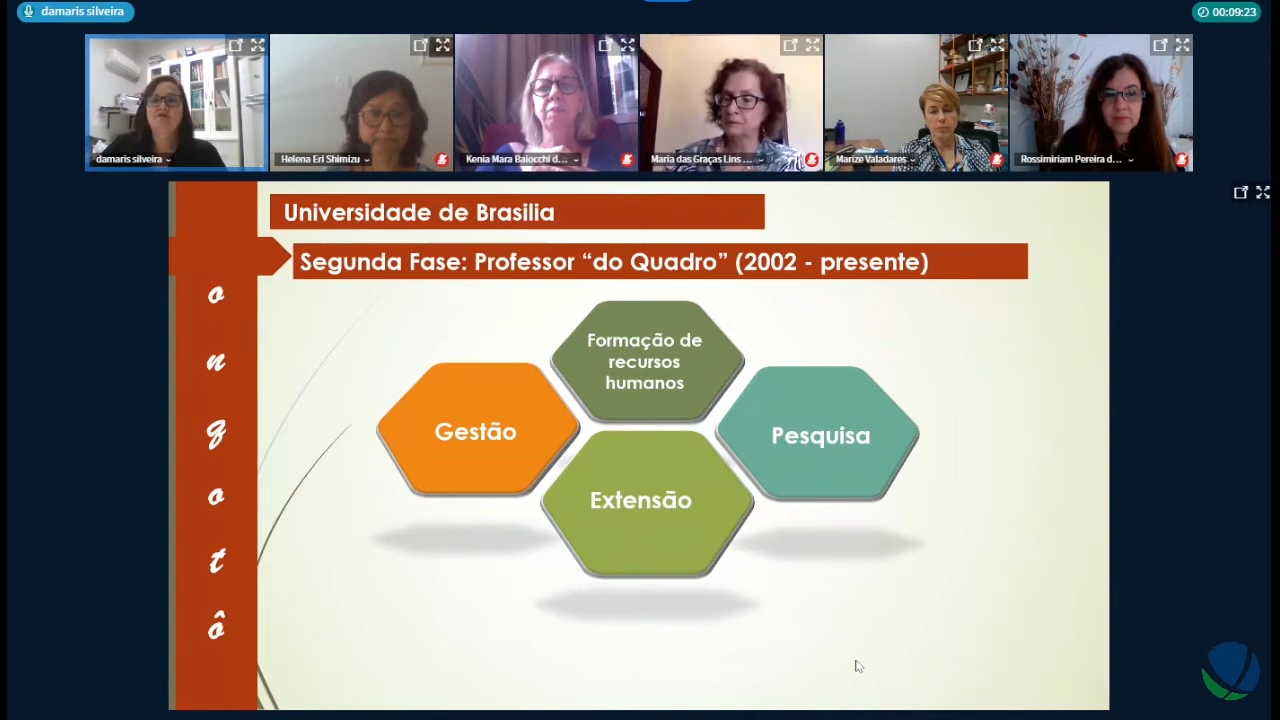 damaris silveira
00:09:23
damaris silveira
Helena Eri Shimizu
Kenia Mara Baiocchi d...
Maria das Graças Lins ...
Marize Valadares
Rossimiriam Pereira d...
Universidade de Brasilia
Segunda Fase: Professor “do Quadro” (2002 - presente)
o
n
q
o
t
ô
Formação de
recursos
humanos
Gestão
Pesquisa
Extensão